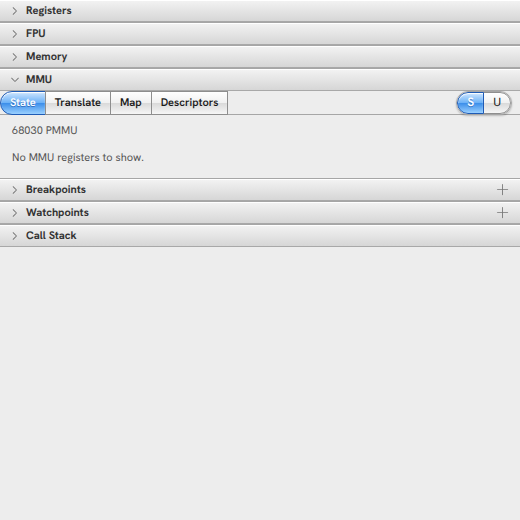 Registers
FPU
Memory
MMU
State Translate Map Descriptors S U
68030 PMMU
No MMU registers to show.
Breakpoints
Watchpoints
Call Stack